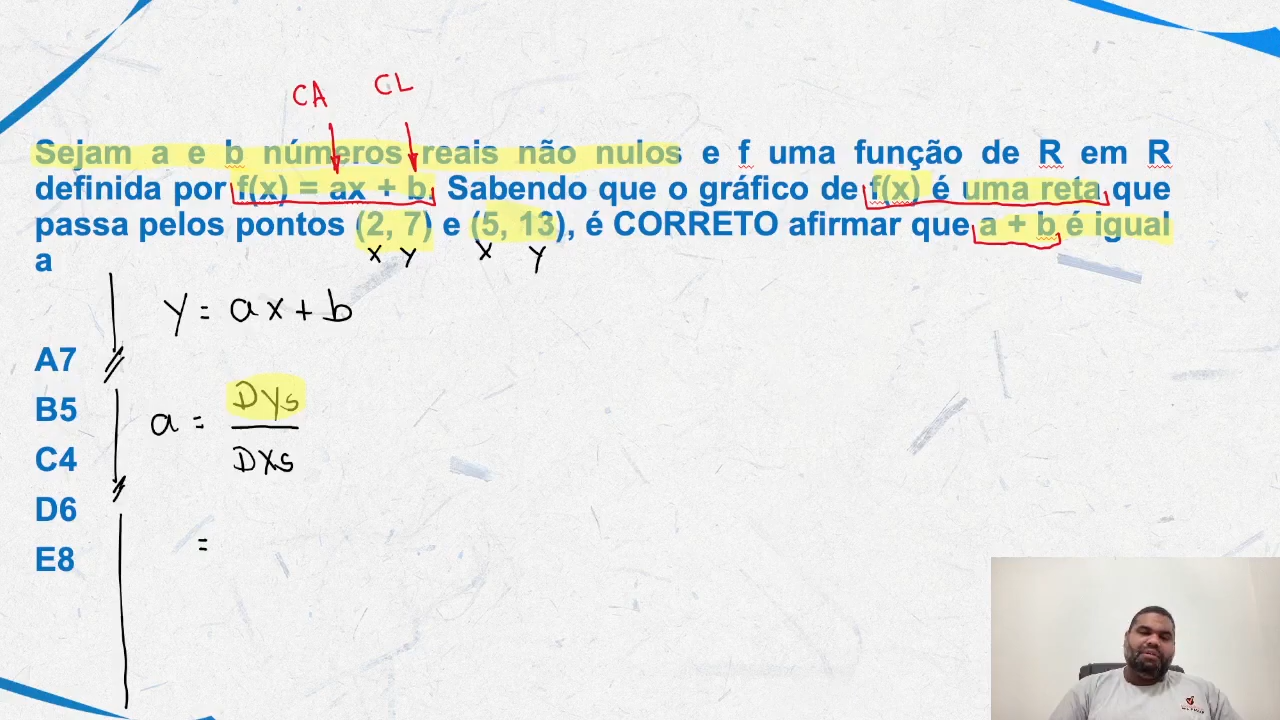 CA CL
Sejam a e b números reais não nulos e f uma função de R em R
definida por f(x) = ax + b. Sabendo que o gráfico de f(x) é uma reta que
passa pelos pontos (2, 7) e (5, 13), é CORRETO afirmar que a + b é igual
a
x y x y
y = ax + b
A7
B5
C4
D6
E8
a = Dys
Dxs
=